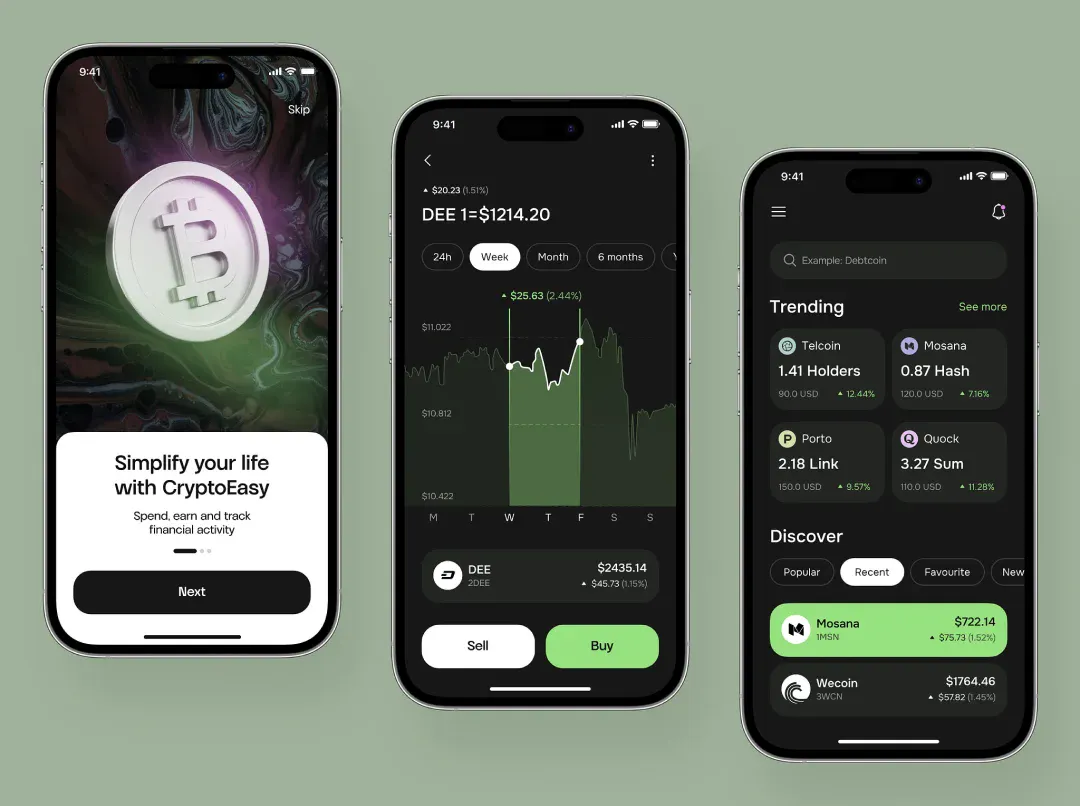 9:41
Skip
Simplify your life
with CryptoEasy
Spend, earn and track
financial activity
Next
9:41
$20.23 (1.51%)
DEE 1=$1214.20
24h
Week
Month
6 months
$25.63 (2.44%)
$11.022
$10.812
$10.422
M T W T F S S
DEE
2DEE
$2435.14
$45.73 (1.15%)
Sell
Buy
9:41
Example: Debtcoin
Trending
See more
Telcoin
1.41 Holders
90.0 USD
12.44%
Mosana
0.87 Hash
120.0 USD
7.16%
P
Porto
2.18 Link
150.0 USD
9.57%
Q
Quock
3.27 Sum
110.0 USD
11.28%
Discover
Popular
Recent
Favourite
New
Mosana
1MSN
$722.14
$75.73 (1.52%)
Wecoin
3WCN
$1764.46
$57.82 (1.45%)